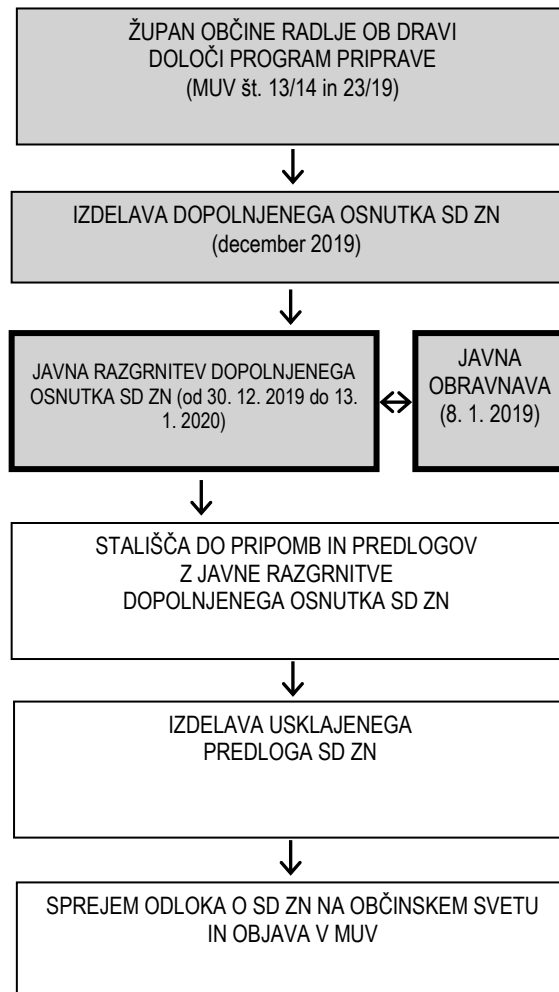 ŽUPAN OBČINE RADLJE OB DRAVI
DOLOČI PROGRAM PRIPRAVE
(MUV št. 13/14 in 23/19)
IZDELAVA DOPOLNJENEGA OSNUTKA SD ZN
(december 2019)
JAVNA RAZGRNITEV DOPOLNJENEGA
OSNUTKA SD ZN (od 30. 12. 2019 do 13.
1. 2020)
JAVNA
OBRAVNAVA
(8. 1. 2019)
STALIŠČA DO PRIPOMB IN PREDLOGOV
Z JAVNE RAZGRNITVE
DOPOLNJENEGA OSNUTKA SD ZN
IZDELAVA USKLAJENEGA
PREDLOGA SD ZN
SPREJEM ODLOKA O SD ZN NA OBČINSKEM SVETU
IN OBJAVA V MUV